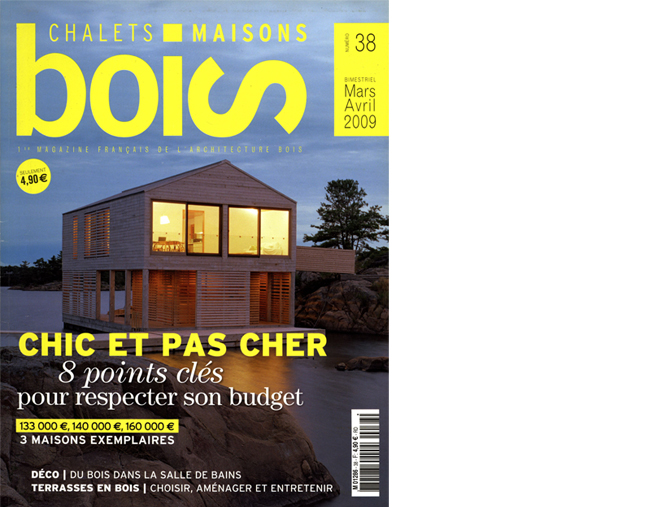 CHALETS MAISONS
bois
NUMÉRO 38
BIMESTRIEL
Mars
Avril
2009
1ER MAGAZINE FRANÇAIS DE L'ARCHITECTURE BOIS
SEULEMENT
4,90 €
CHIC ET PAS CHER
8 points clés
pour respecter son budget
133 000 €, 140 000 €, 160 000 €
3 MAISONS EXEMPLAIRES
DÉCO | DU BOIS DANS LA SALLE DE BAINS
TERRASSES EN BOIS | CHOISIR, AMÉNAGER ET ENTRETENIR
M 01286 - 38 - F: 4,90 € - RD